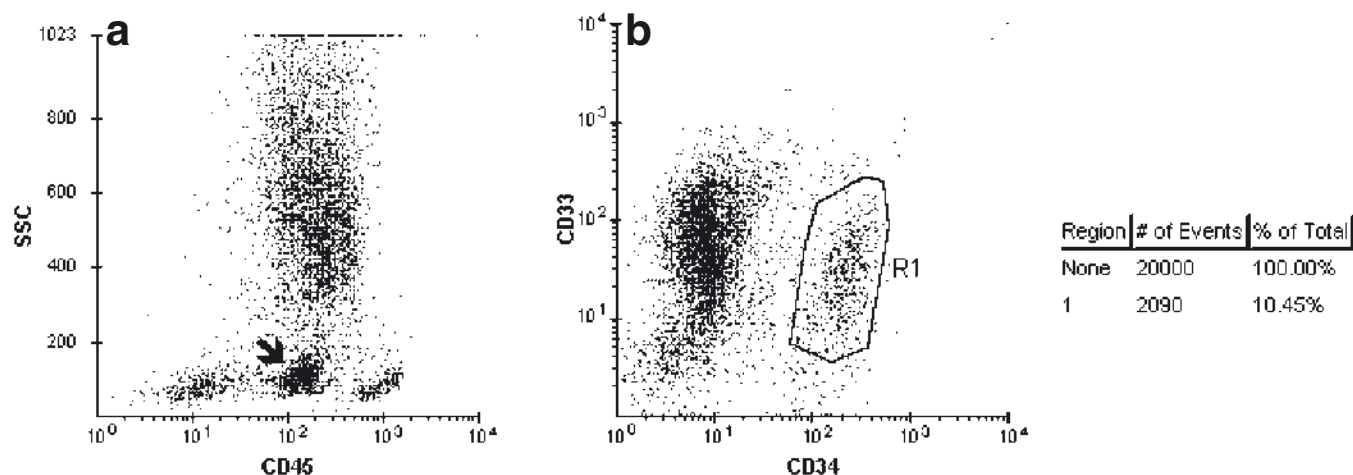 a
1023
800
600
400
200
SSC
10^0 10^1 10^2 10^3 10^4
CD45
b
10^4
10^3
10^2
10^1
1
CD33
R1
10^0 10^1 10^2 10^3 10^4
CD34
Region # of Events % of Total
None 20000 100.00%
1 2090 10.45%